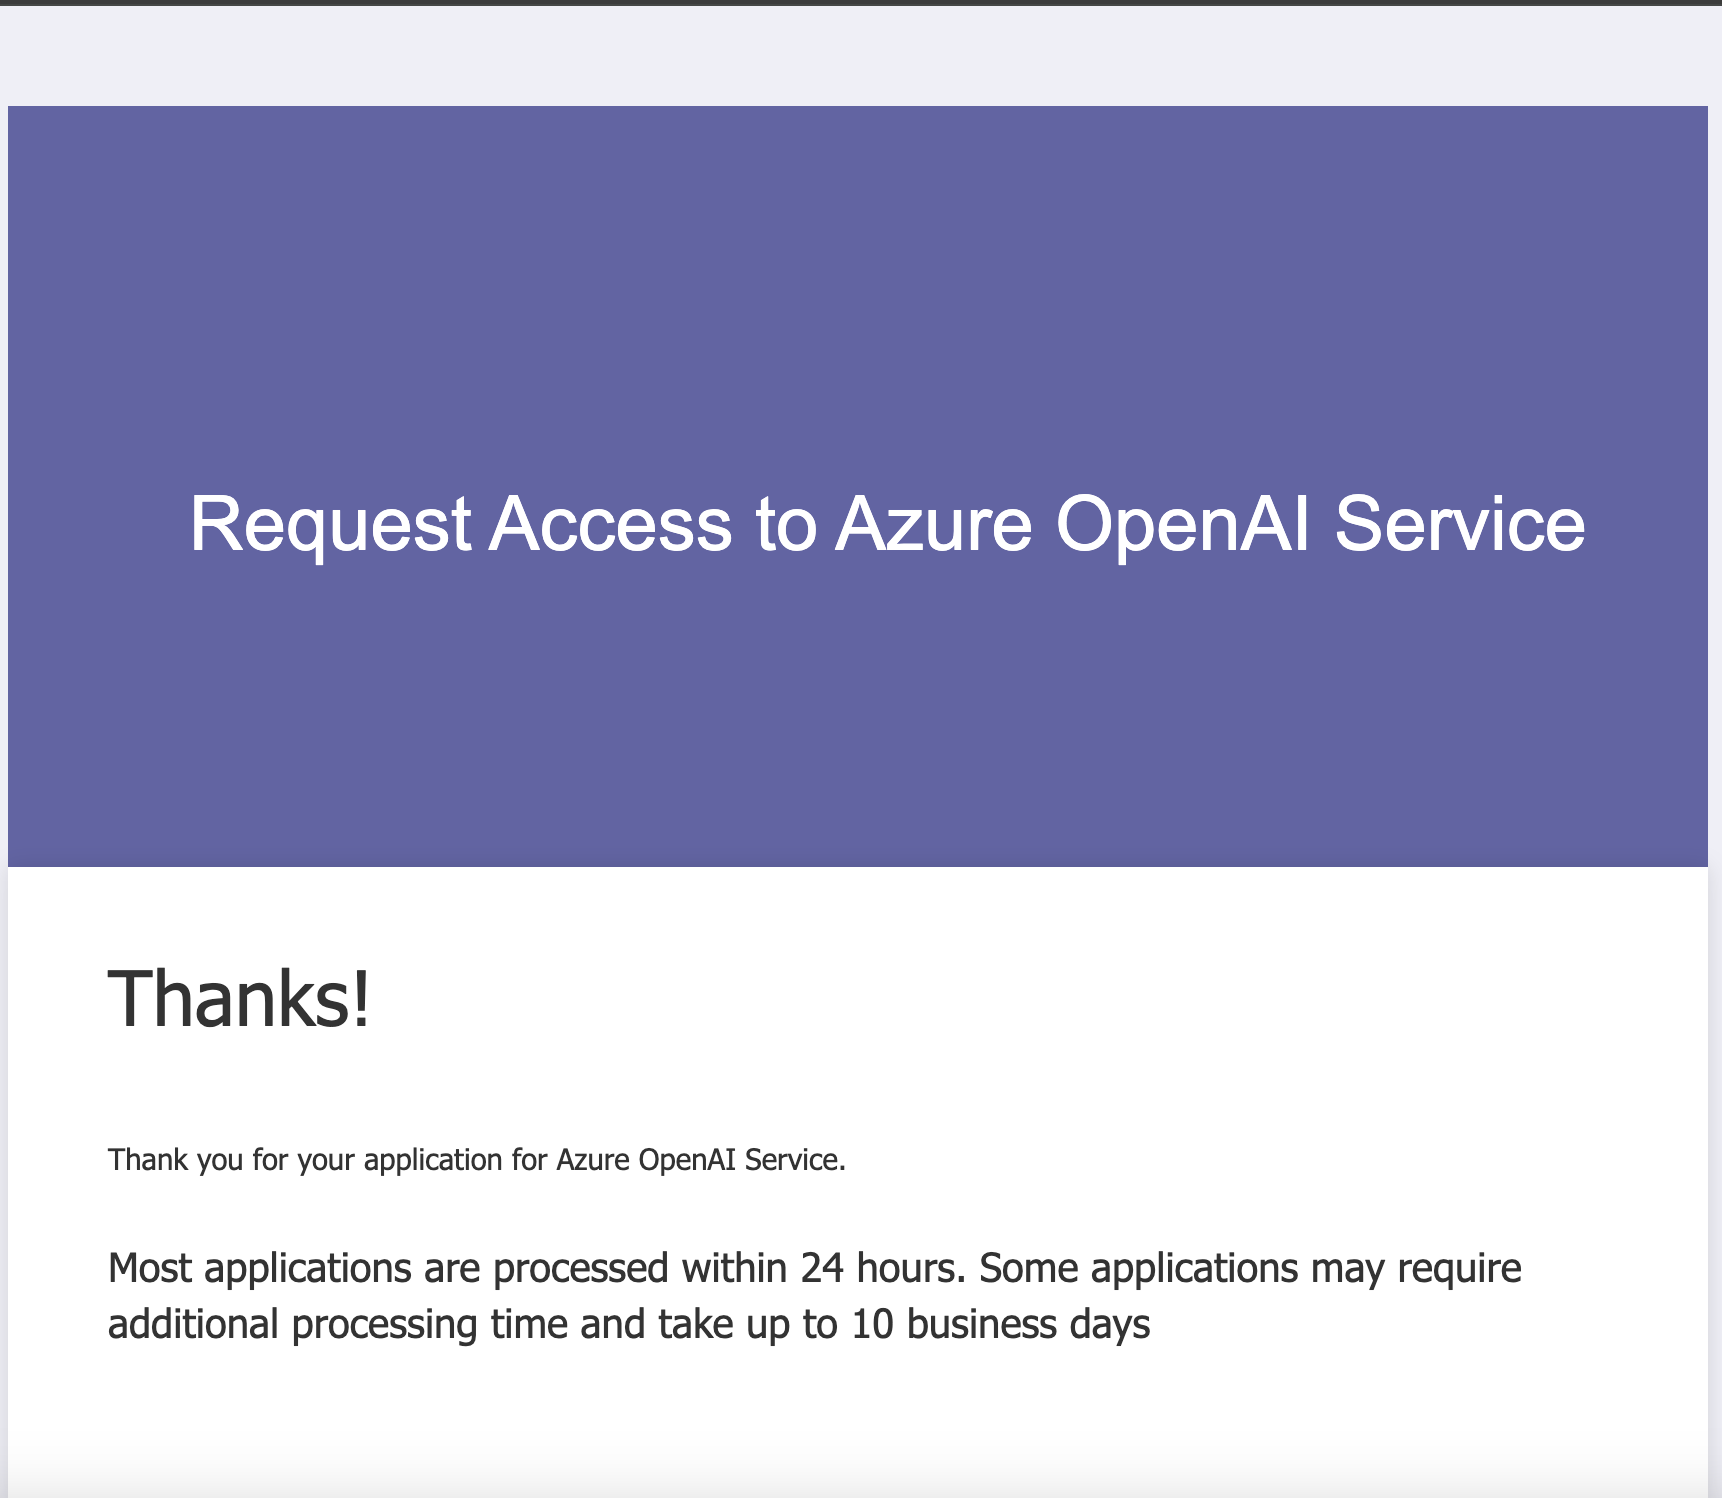 Request Access to Azure OpenAI Service
Thanks!
Thank you for your application for Azure OpenAI Service.
Most applications are processed within 24 hours. Some applications may require
additional processing time and take up to 10 business days